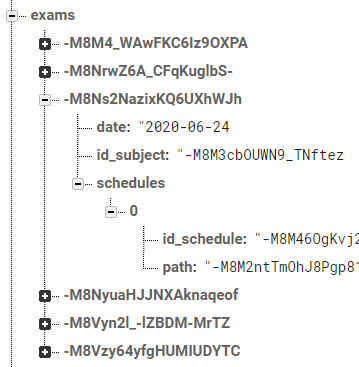 exams
-M8M4_WAwFKC6Iz9OXPA
-M8NrwZ6A_CFqKuglbS-
-M8Ns2NazixKQ6UXhWJh
date: "2020-06-24
id_subject: "-M8M3cbOUWN9_TNftez
schedules
0
id_schedule: "-M8M46OgKvj2
path: "-M8M2ntTmOhJ8Pgp81
-M8NyuaHJJNXAknaqeof
-M8Vyn2l_-lZBDM-MrTZ
-M8Vzy64yfgHUMIUDYTC